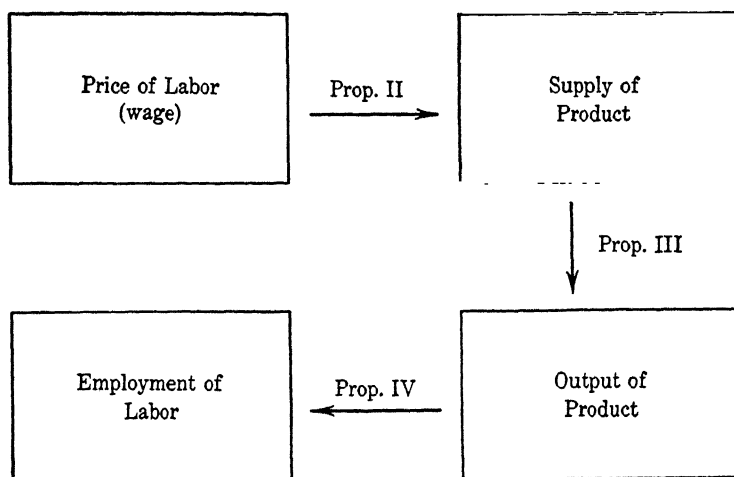 Price of Labor
(wage)
Prop. II
Supply of
Product
Prop. III
Employment of
Labor
Prop. IV
Output of
Product